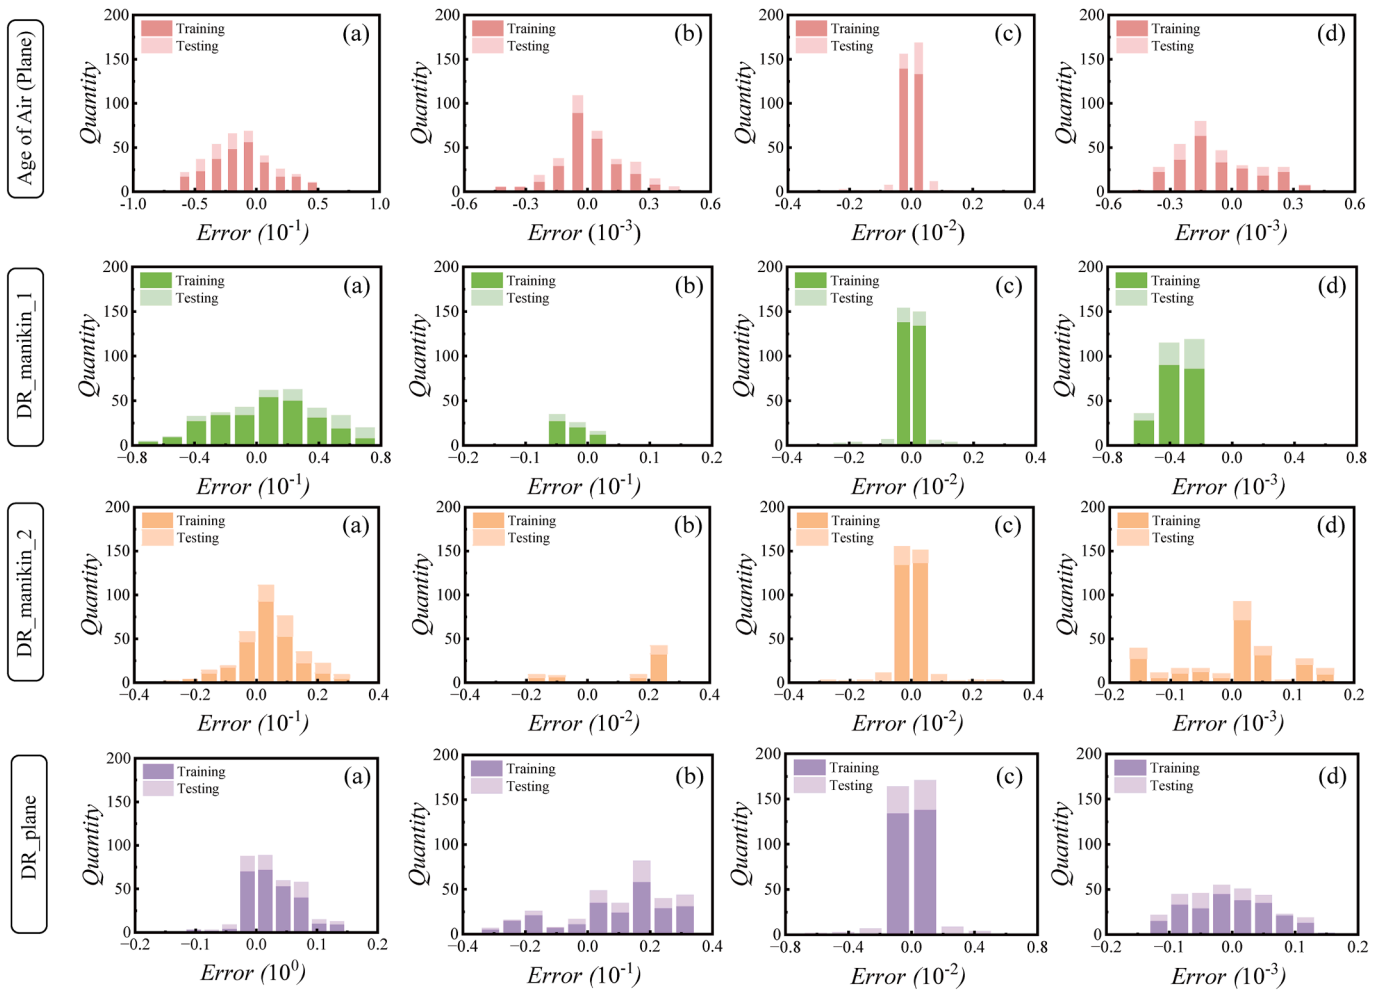 Age of Air (Plane)
200
150
100
50
0
Quantity
Training
Testing
(a)
-1.0 -0.5 0.0 0.5 1.0
Error (10⁻¹)
200
150
100
50
0
Quantity
Training
Testing
(b)
-0.6 -0.3 0.0 0.3 0.6
Error (10⁻³)
200
150
100
50
0
Quantity
Training
Testing
(c)
-0.4 -0.2 0.0 0.2 0.4
Error (10⁻²)
200
150
100
50
0
Quantity
Training
Testing
(d)
-0.6 -0.3 0.0 0.3 0.6
Error (10⁻³)
DR_manikin_1
200
150
100
50
0
Quantity
Training
Testing
(a)
−0.8 −0.4 0.0 0.4 0.8
Error (10⁻¹)
200
150
100
50
0
Quantity
Training
Testing
(b)
−0.2 −0.1 0.0 0.1 0.2
Error (10⁻¹)
200
150
100
50
0
Quantity
Training
Testing
(c)
−0.4 −0.2 0.0 0.2 0.4
Error (10⁻²)
200
150
100
50
0
Quantity
Training
Testing
(d)
−0.8 −0.4 0.0 0.4 0.8
Error (10⁻³)
DR_manikin_2
200
150
100
50
0
Quantity
Training
Testing
(a)
−0.4 −0.2 0.0 0.2 0.4
Error (10⁻¹)
200
150
100
50
0
Quantity
Training
Testing
(b)
−0.4 −0.2 0.0 0.2 0.4
Error (10⁻²)
200
150
100
50
0
Quantity
Training
Testing
(c)
−0.4 −0.2 0.0 0.2 0.4
Error (10⁻²)
200
150
100
50
0
Quantity
Training
Testing
(d)
−0.2 −0.1 0.0 0.1 0.2
Error (10⁻³)
DR_plane
200
150
100
50
0
Quantity
Training
Testing
(a)
−0.2 −0.1 0.0 0.1 0.2
Error (10⁰)
200
150
100
50
0
Quantity
Training
Testing
(b)
−0.4 −0.2 0.0 0.2 0.4
Error (10⁻¹)
200
150
100
50
0
Quantity
Training
Testing
(c)
−0.8 −0.4 0.0 0.4 0.8
Error (10⁻²)
200
150
100
50
0
Quantity
Training
Testing
(d)
−0.2 −0.1 0.0 0.1 0.2
Error (10⁻³)